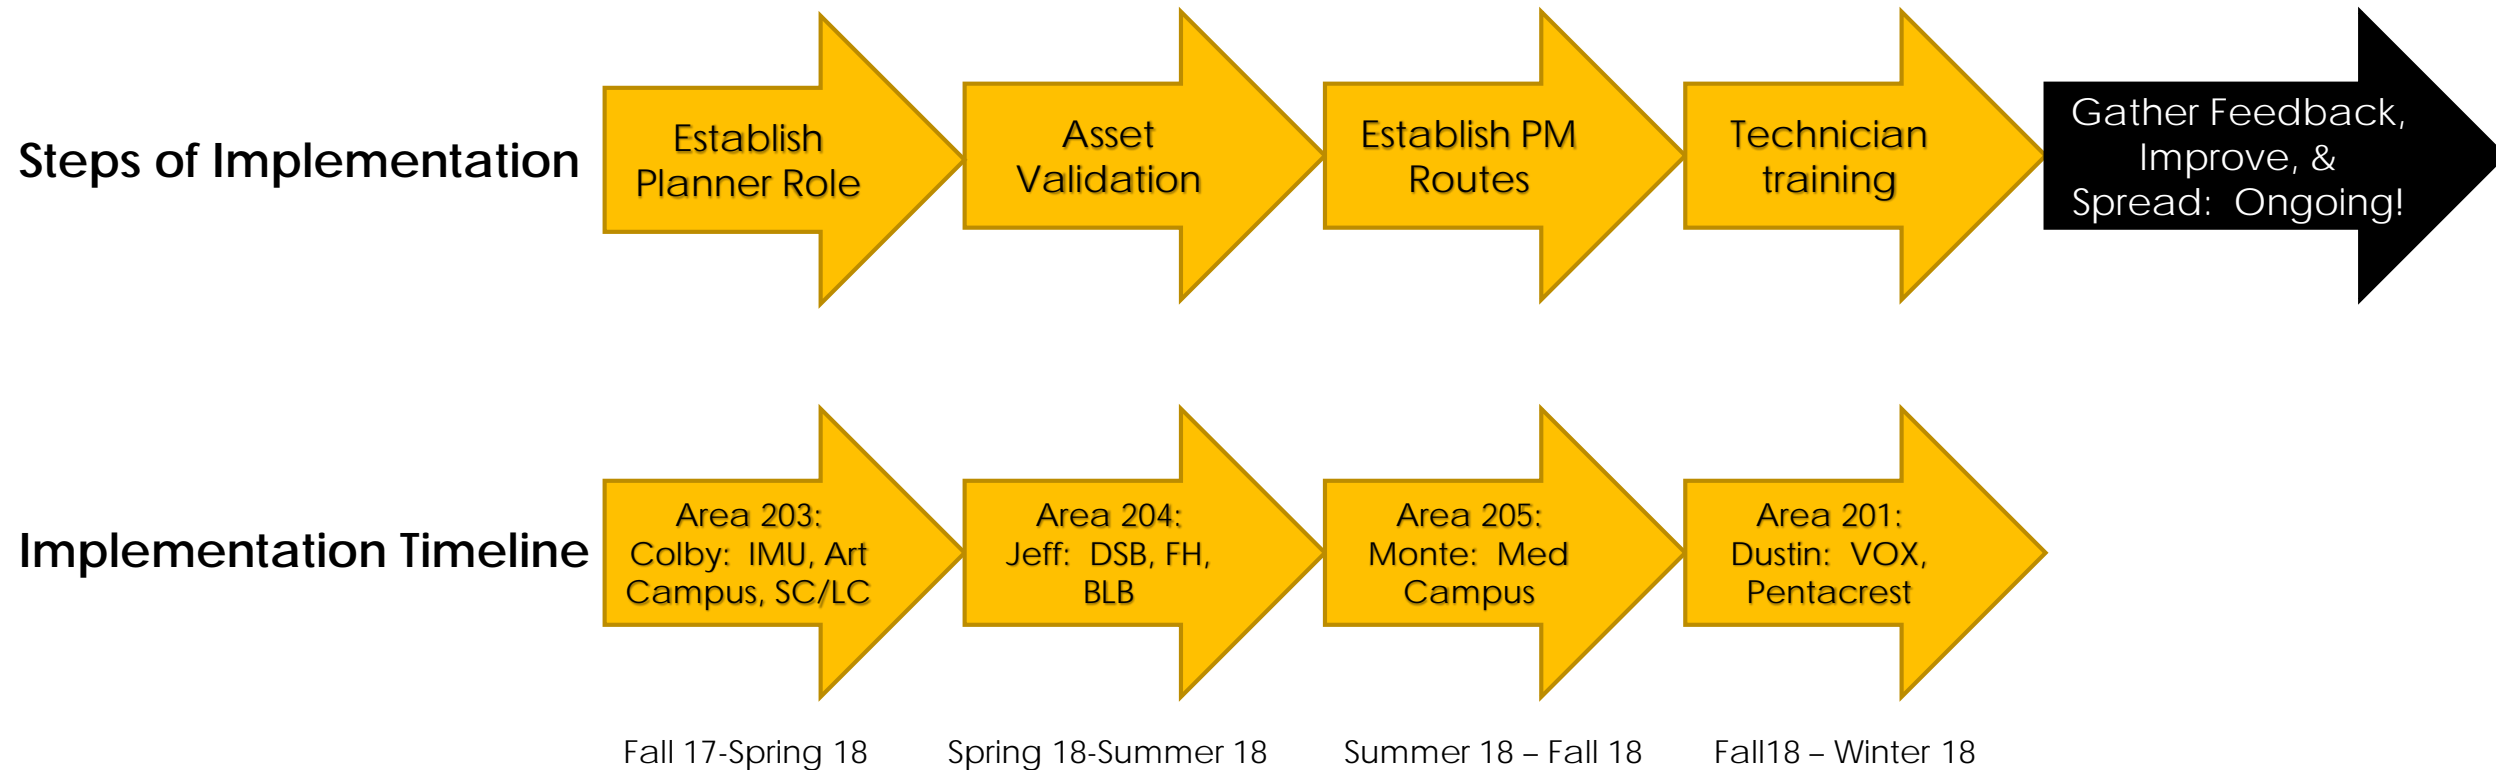 Steps of Implementation
Establish
Planner Role
Asset
Validation
Establish PM
Routes
Technician
training
Gather Feedback,
Improve, &
Spread:  Ongoing!
Implementation Timeline
Area 203:
Colby:  IMU, Art
Campus, SC/LC
Area 204:
Jeff:  DSB, FH,
BLB
Area 205:
Monte:  Med
Campus
Area 201:
Dustin:  VOX,
Pentacrest
Fall 17-Spring 18
Spring 18-Summer 18
Summer 18 – Fall 18
Fall18 – Winter 18